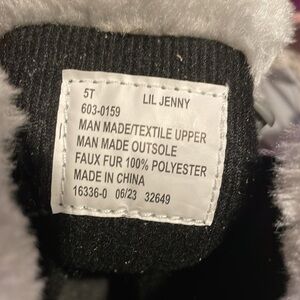 5T LIL JENNY
603-0159
MAN MADE/TEXTILE UPPER
MAN MADE OUTSOLE
FAUX FUR 100% POLYESTER
MADE IN CHINA
16336-0 06/23 32649